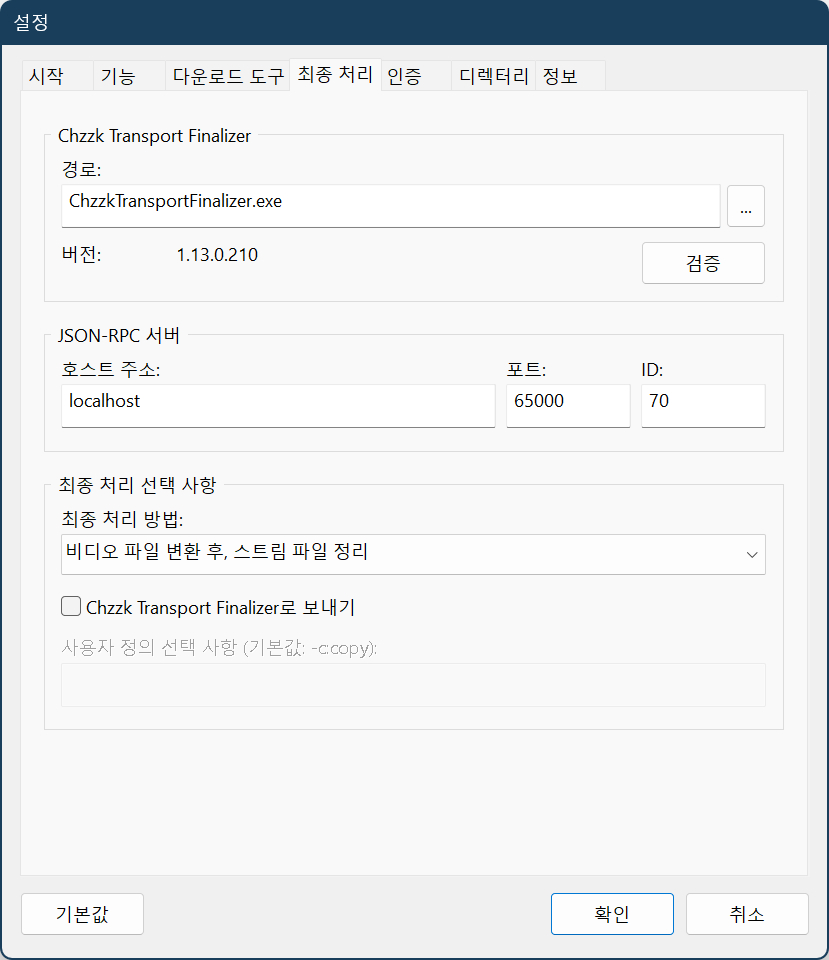 설정
시작 기능 다운로드 도구 최종 처리 인증 디렉터리 정보
Chzzk Transport Finalizer
경로:
ChzzkTransportFinalizer.exe ...
버전: 1.13.0.210
검증
JSON-RPC 서버
호스트 주소: 포트: ID:
localhost 65000 70
최종 처리 선택 사항
최종 처리 방법:
비디오 파일 변환 후, 스트림 파일 정리
Chzzk Transport Finalizer로 보내기
사용자 정의 선택 사항 (기본값: -c:copy):
기본값 확인 취소